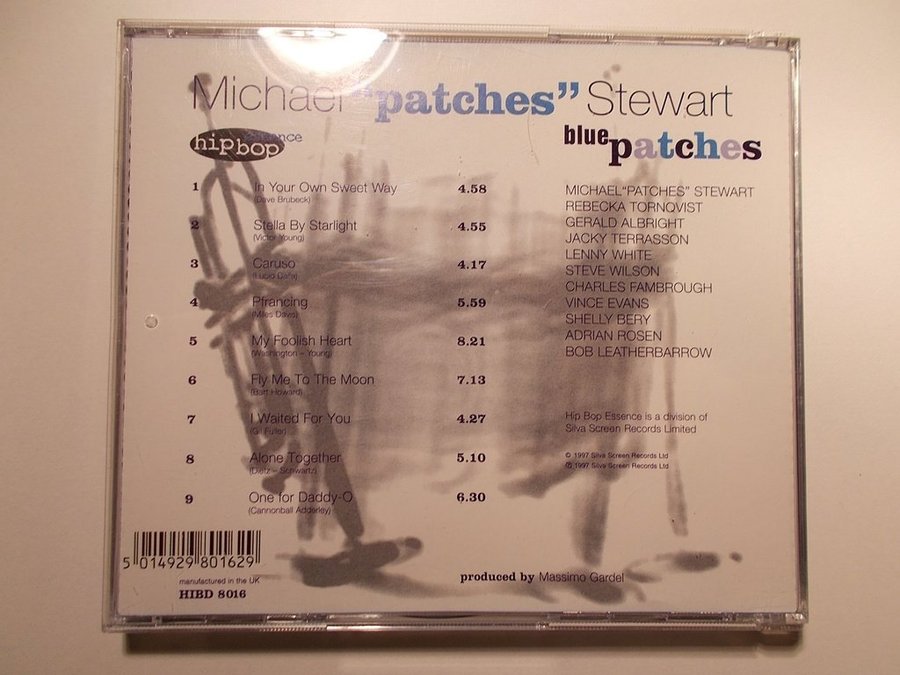 Michael "patches" Stewart
hipbop
blue patches
1 In Your Own Sweet Way 4.58
(Dave Brubeck)
2 Stella By Starlight 4.55
(Victor Young)
3 Caruso 4.17
(Lucio Dalla)
4 Pfrancing 5.59
(Miles Davis)
5 My Foolish Heart 8.21
(Washington – Young)
6 Fly Me To The Moon 7.13
(Bart Howard)
7 I Waited For You 4.27
(Gil Fuller)
8 Alone Together 5.10
(Dietz – Schwartz)
9 One for Daddy-O 6.30
(Cannonball Adderley)
MICHAEL"PATCHES" STEWART
REBECKA TORNQVIST
GERALD ALBRIGHT
JACKY TERRASSON
LENNY WHITE
STEVE WILSON
CHARLES FAMBROUGH
VINCE EVANS
SHELLY BERY
ADRIAN ROSEN
BOB LEATHERBARROW
Hip Bop Essence is a division of
Silva Screen Records Limited
© 1997 Silva Screen Records Ltd
℗ 1997 Silva Screen Records Ltd
5 014929 801629
manufactured in the UK
HIBD 8016
produced by Massimo Gardel